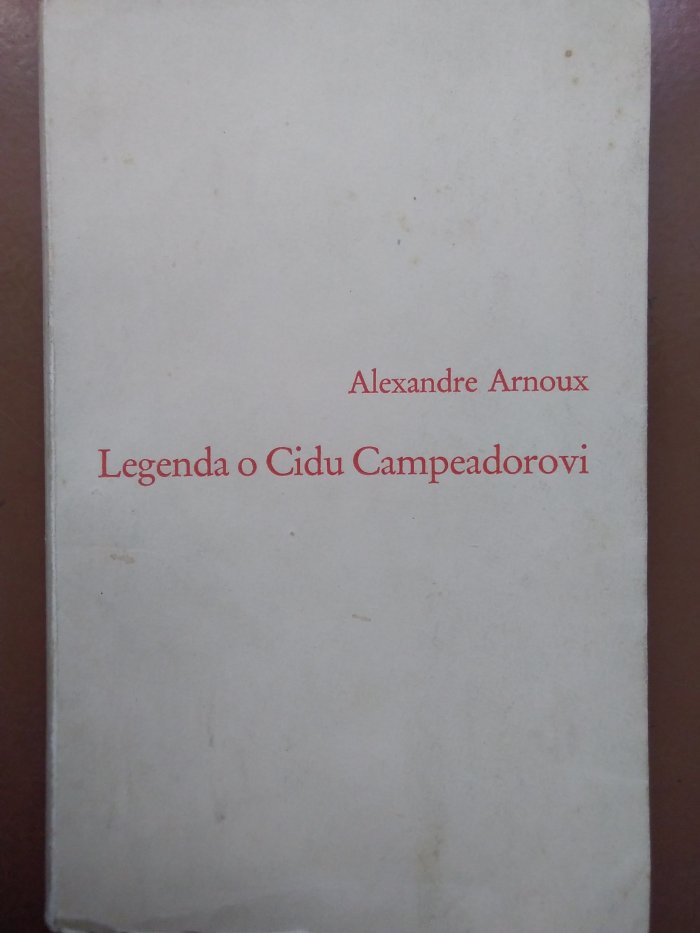 Alexandre Arnoux
Legenda o Cidu Campeadorovi